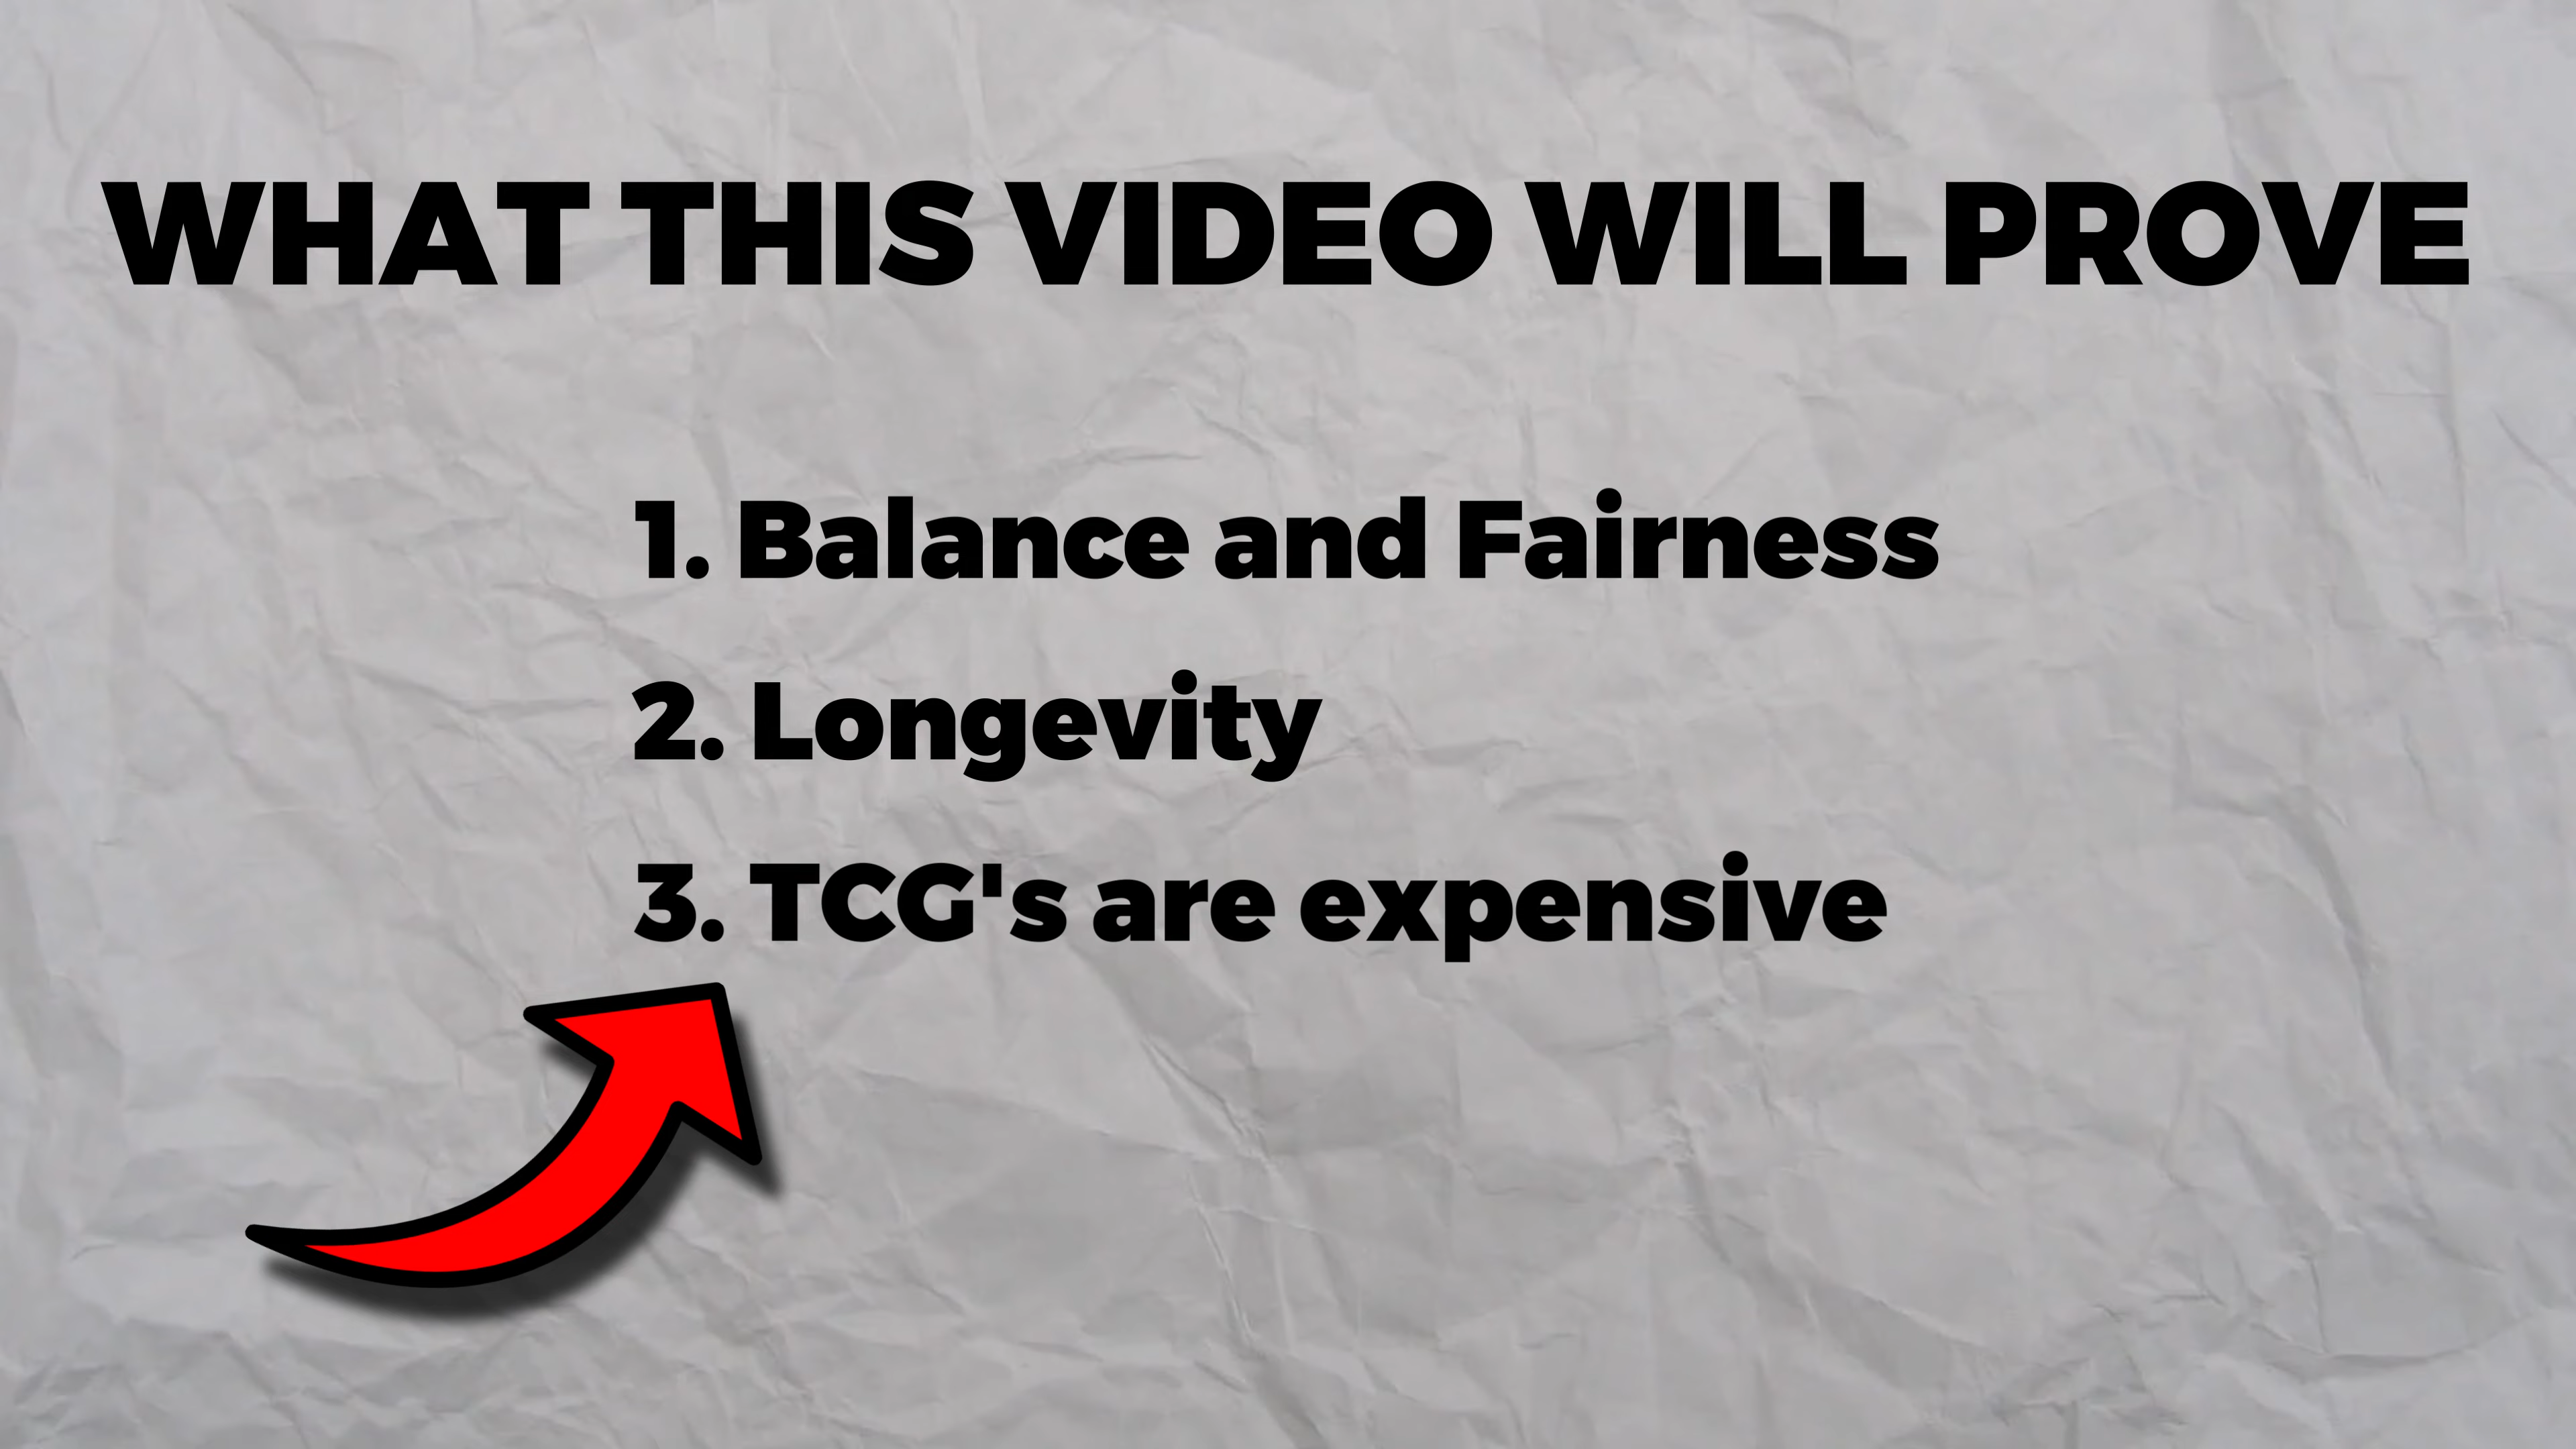 WHAT THIS VIDEO WILL PROVE
1. Balance and Fairness
2. Longevity
3. TCG's are expensive